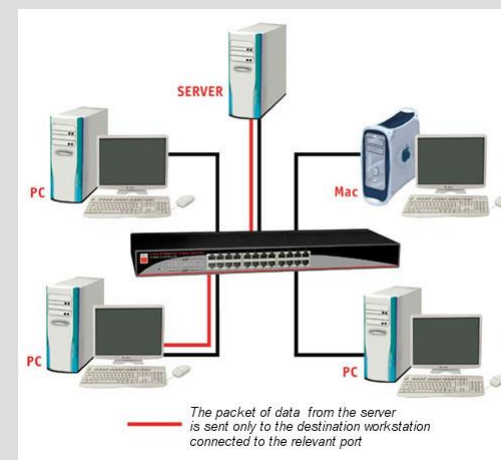 SERVER
PC
Mac
PC
PC
The packet of data from the server
is sent only to the destination workstation
connected to the relevant port